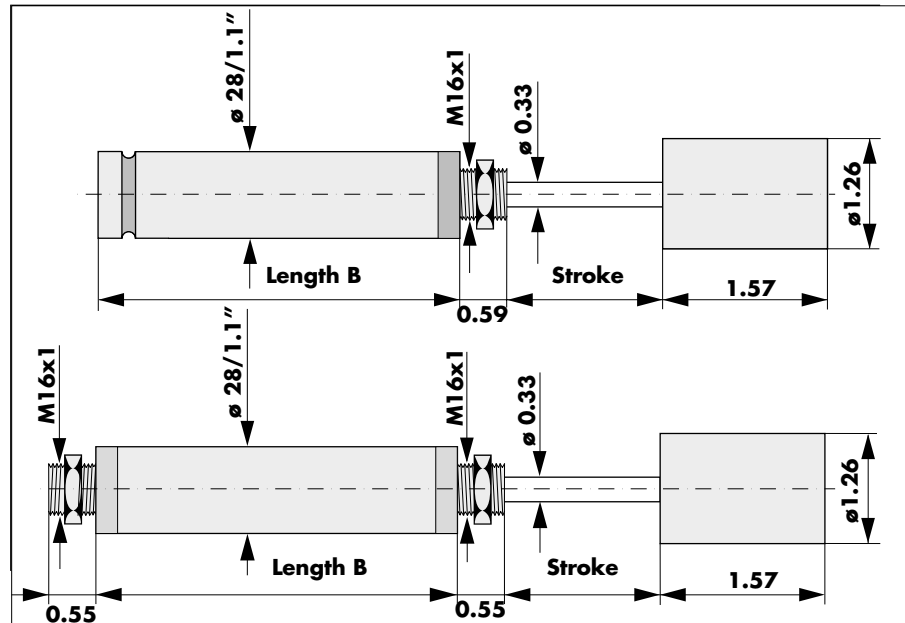 ø 28/1.1″
M16x1
ø 0.33
ø1.26
Length B
Stroke
1.57
0.59
M16x1
ø 28/1.1″
M16x1
ø 0.33
ø1.26
Length B
Stroke
1.57
0.55
0.55